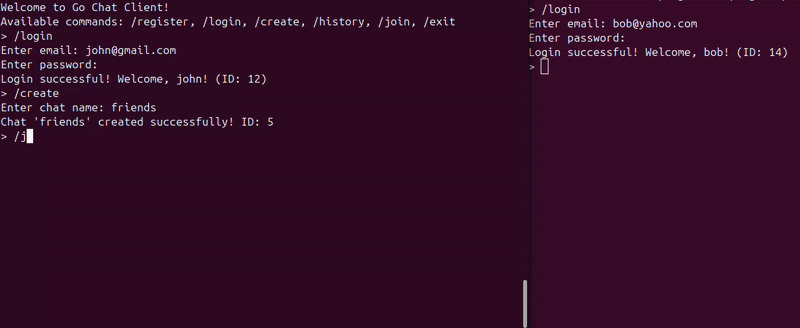 Welcome to Go Chat Client!
Available commands: /register, /login, /create, /history, /join, /exit
> /login
Enter email: john@gmail.com
Enter password:
Login successful! Welcome, john! (ID: 12)
> /create
Enter chat name: friends
Chat 'friends' created successfully! ID: 5
> /j
> /login
Enter email: bob@yahoo.com
Enter password:
Login successful! Welcome, bob! (ID: 14)
>